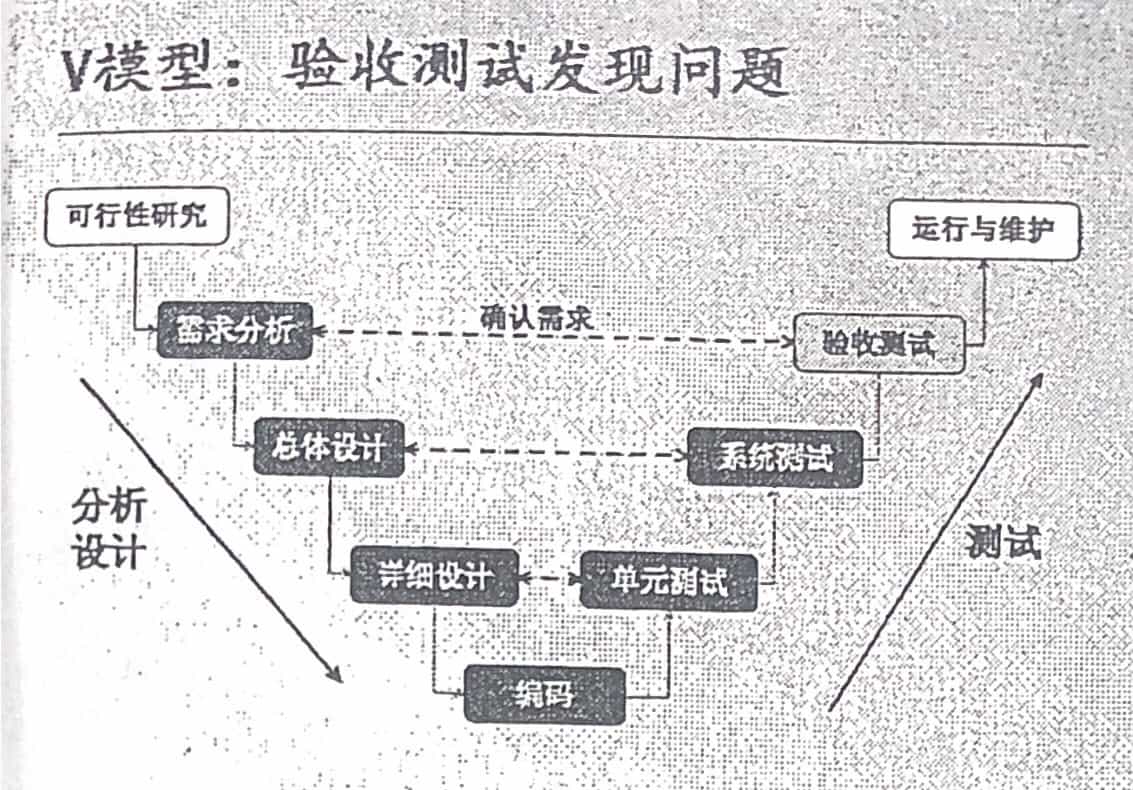 V模型：验收测试发现问题
可行性研究
运行与维护
需求分析
确认需求
验收测试
总体设计
系统测试
分析
设计
测试
详细设计
单元测试
编码